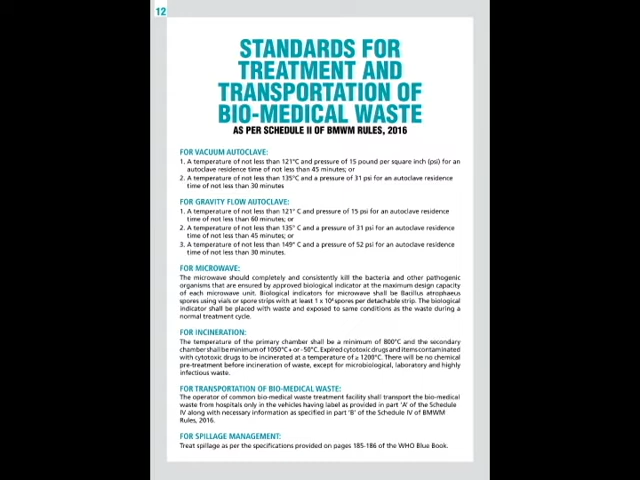 12
STANDARDS FOR
TREATMENT AND
TRANSPORTATION OF
BIO-MEDICAL WASTE
AS PER SCHEDULE II OF BMWM RULES, 2016
FOR VACUUM AUTOCLAVE:
1. A temperature of not less than 121°C and pressure of 15 pound per square inch (psi) for an
autoclave residence time of not less than 45 minutes; or
2. A temperature of not less than 135°C and a pressure of 31 psi for an autoclave residence
time of not less than 30 minutes
FOR GRAVITY FLOW AUTOCLAVE:
1. A temperature of not less than 121° C and pressure of 15 psi for an autoclave residence
time of not less than 60 minutes; or
2. A temperature of not less than 135° C and a pressure of 31 psi for an autoclave residence
time of not less than 45 minutes; or
3. A temperature of not less than 149° C and a pressure of 52 psi for an autoclave residence
time of not less than 30 minutes.
FOR MICROWAVE:
The microwave should completely and consistently kill the bacteria and other pathogenic
organisms that are ensured by approved biological indicator at the maximum design capacity
of each microwave unit. Biological indicators for microwave shall be Bacillus atrophaeus
spores using vials or spore strips with at least 1 x 10⁴ spores per detachable strip. The biological
indicator shall be placed with waste and exposed to same conditions as the waste during a
normal treatment cycle.
FOR INCINERATION:
The temperature of the primary chamber shall be a minimum of 800°C and the secondary
chamber shall be minimum of 1050°C + or - 50°C. Expired cytotoxic drugs and items contaminated
with cytotoxic drugs to be incinerated at a temperature of ≥ 1200°C. There will be no chemical
pre-treatment before incineration of waste, except for microbiological, laboratory and highly
infectious waste.
FOR TRANSPORTATION OF BIO-MEDICAL WASTE:
The operator of common bio-medical waste treatment facility shall transport the bio-medical
waste from hospitals only in the vehicles having label as provided in part 'A' of the Schedule
IV along with necessary information as specified in part 'B' of the Schedule IV of BMWM
Rules, 2016.
FOR SPILLAGE MANAGEMENT:
Treat spillage as per the specifications provided on pages 185-186 of the WHO Blue Book.